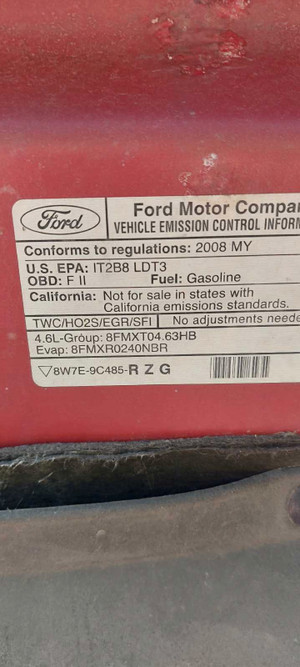 Ford
Ford Motor Compa
VEHICLE EMISSION CONTROL INFORM
Conforms to regulations: 2008 MY
U.S. EPA: IT2B8 LDT3
OBD: F II Fuel: Gasoline
California: Not for sale in states with
California emissions standards.
TWC/HO2S/EGR/SFI No adjustments neede
4.6L-Group: 8FMXT04.63HB
Evap: 8FMXR0240NBR
▽8W7E-9C485-R Z G